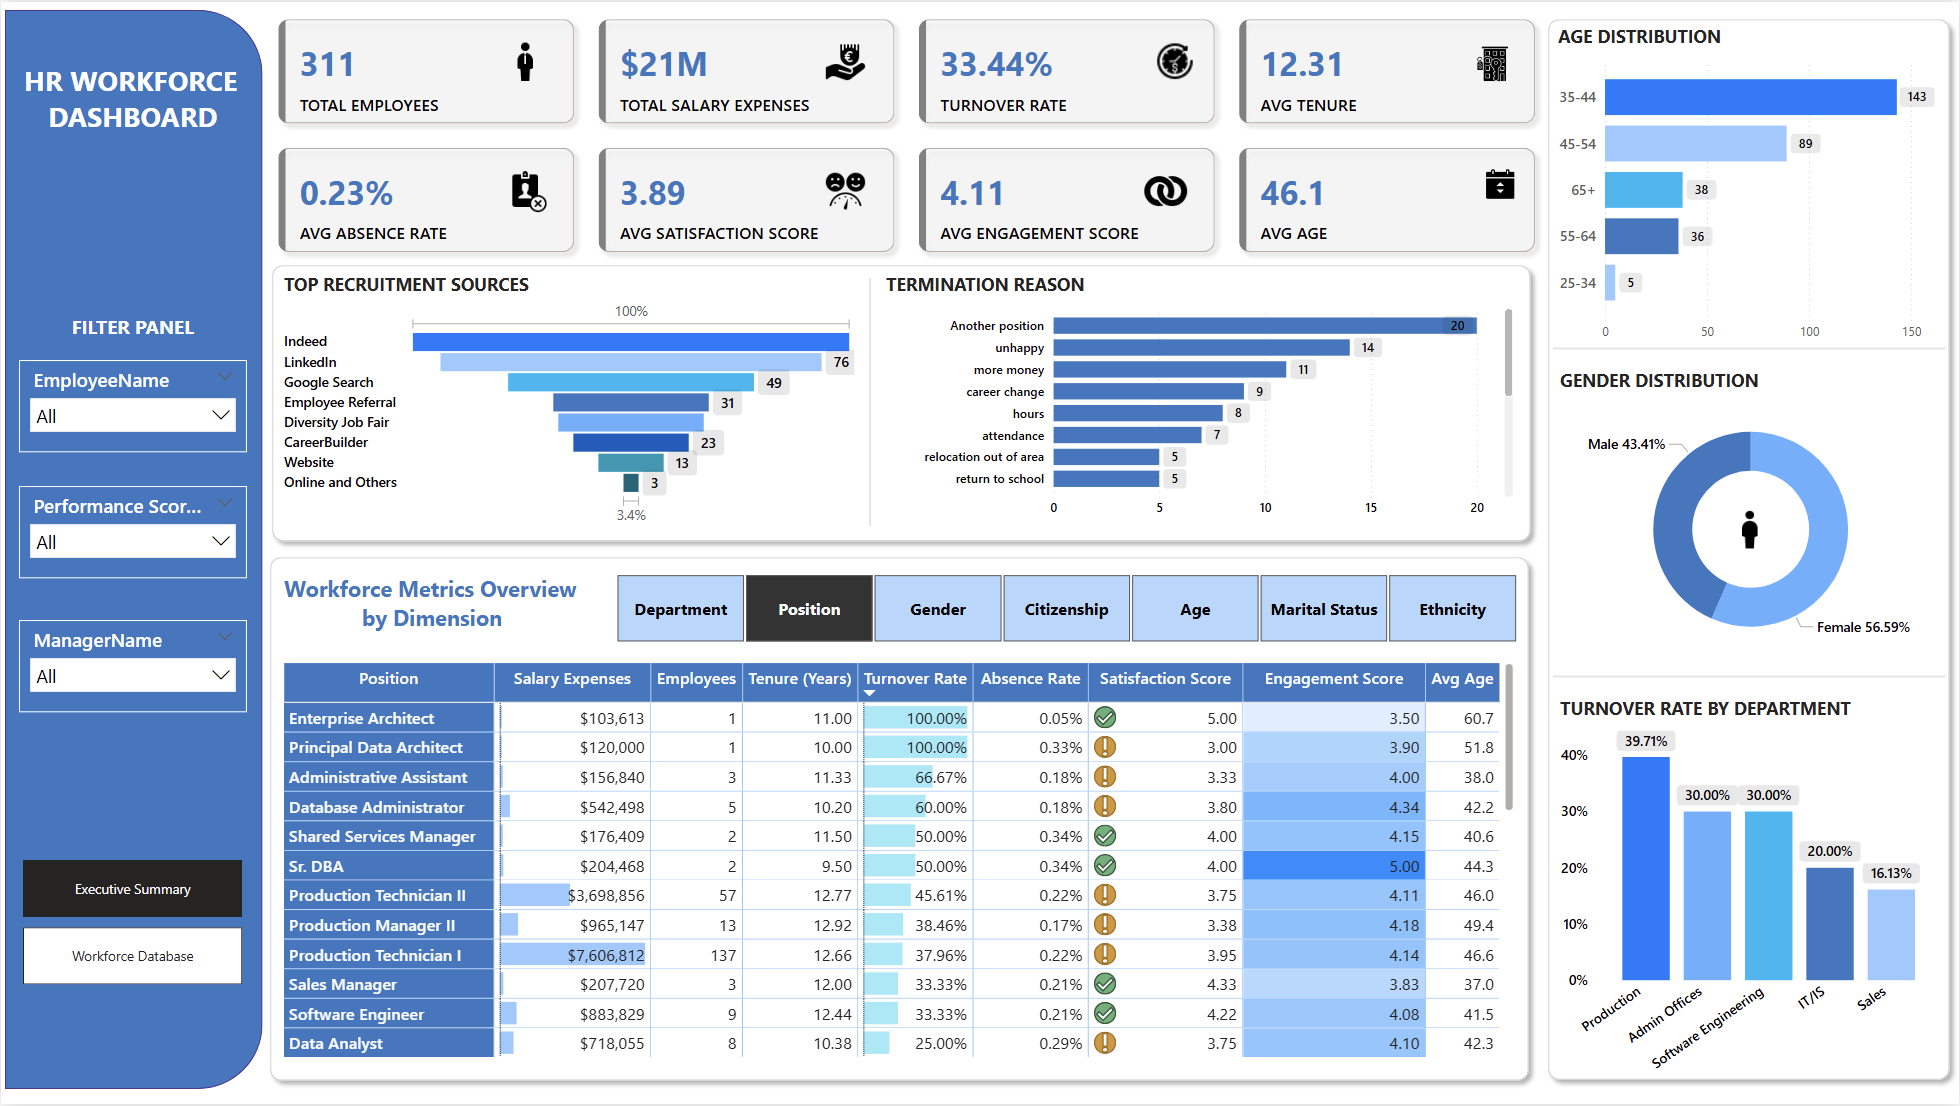 HR WORKFORCE
DASHBOARD
FILTER PANEL
EmployeeName
All
Performance Scor...
All
ManagerName
All
Executive Summary
Workforce Database
311
TOTAL EMPLOYEES
$21M
TOTAL SALARY EXPENSES
33.44%
TURNOVER RATE
12.31
AVG TENURE
0.23%
AVG ABSENCE RATE
3.89
AVG SATISFACTION SCORE
4.11
AVG ENGAGEMENT SCORE
46.1
AVG AGE
TOP RECRUITMENT SOURCES
100%
Indeed
LinkedIn 76
Google Search 49
Employee Referral 31
Diversity Job Fair
CareerBuilder 23
Website 13
Online and Others 3
3.4%
TERMINATION REASON
Another position 20
unhappy 14
more money 11
career change 9
hours 8
attendance 7
relocation out of area 5
return to school 5
0 5 10 15 20
Workforce Metrics Overview
by Dimension
Department Position Gender Citizenship Age Marital Status Ethnicity
Position Salary Expenses Employees Tenure (Years) Turnover Rate Absence Rate Satisfaction Score Engagement Score Avg Age
Enterprise Architect $103,613 1 11.00 100.00% 0.05% 5.00 3.50 60.7
Principal Data Architect $120,000 1 10.00 100.00% 0.33% 3.00 3.90 51.8
Administrative Assistant $156,840 3 11.33 66.67% 0.18% 3.33 4.00 38.0
Database Administrator $542,498 5 10.20 60.00% 0.18% 3.80 4.34 42.2
Shared Services Manager $176,409 2 11.50 50.00% 0.34% 4.00 4.15 40.6
Sr. DBA $204,468 2 9.50 50.00% 0.34% 4.00 5.00 44.3
Production Technician II $3,698,856 57 12.77 45.61% 0.22% 3.75 4.11 46.0
Production Manager II $965,147 13 12.92 38.46% 0.17% 3.38 4.18 49.4
Production Technician I $7,606,812 137 12.66 37.96% 0.22% 3.95 4.14 46.6
Sales Manager $207,720 3 12.00 33.33% 0.21% 4.33 3.83 37.0
Software Engineer $883,829 9 12.44 33.33% 0.21% 4.22 4.08 41.5
Data Analyst $718,055 8 10.38 25.00% 0.29% 3.75 4.10 42.3
AGE DISTRIBUTION
35-44 143
45-54 89
65+ 38
55-64 36
25-34 5
0 50 100 150
GENDER DISTRIBUTION
Male 43.41%
Female 56.59%
TURNOVER RATE BY DEPARTMENT
40%
30%
20%
10%
0%
39.71%
30.00%
30.00%
20.00%
16.13%
Production
Admin Offices
Software Engineering
IT/IS
Sales